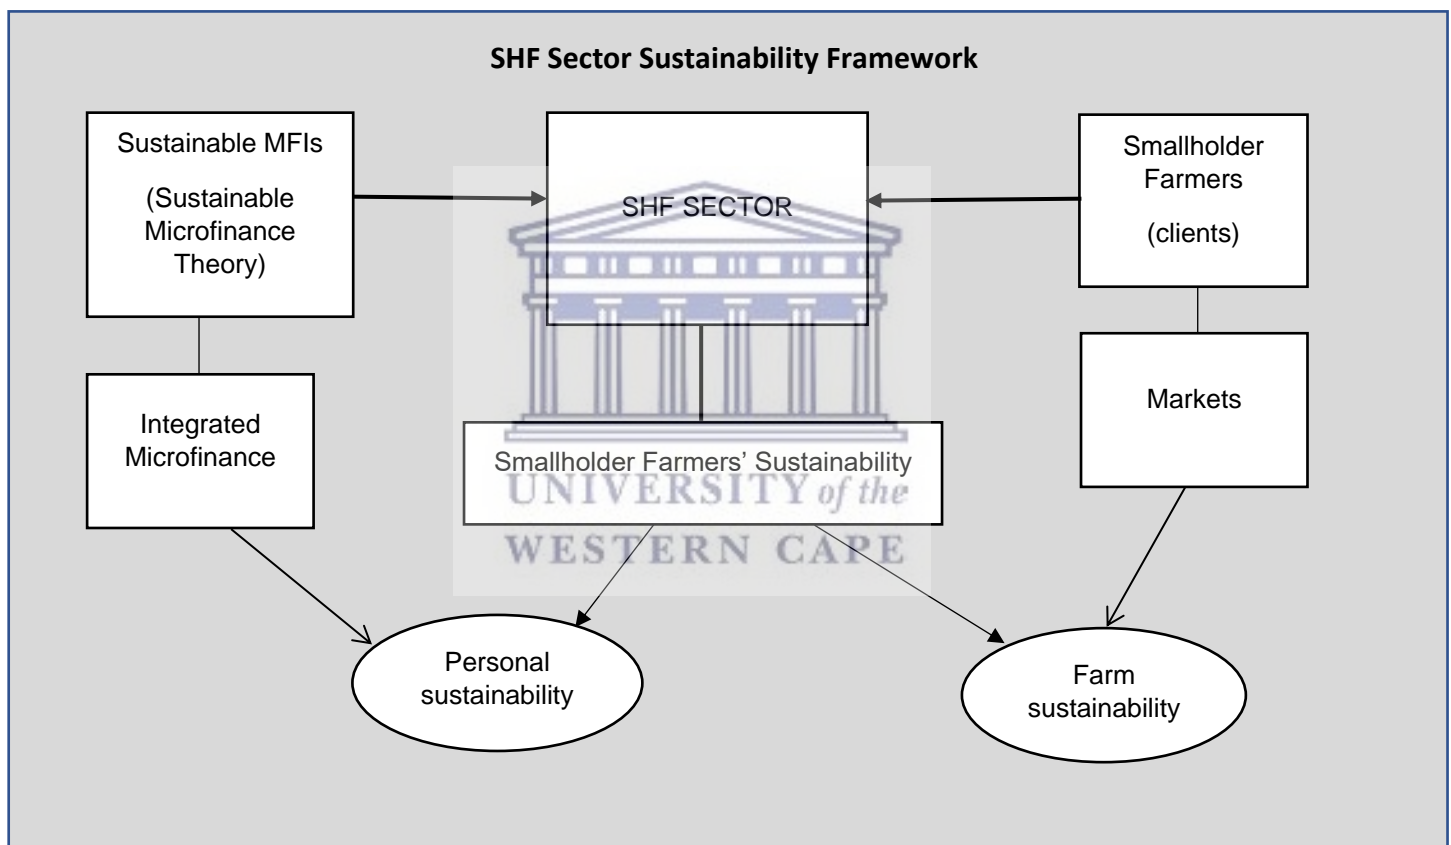 SHF Sector Sustainability Framework
Sustainable MFIs
(Sustainable
Microfinance
Theory)
SHF SECTOR
Smallholder
Farmers
(clients)
Integrated
Microfinance
Smallholder Farmers’ Sustainability
UNIVERSITY of the
WESTERN CAPE
Markets
Personal
sustainability
Farm
sustainability